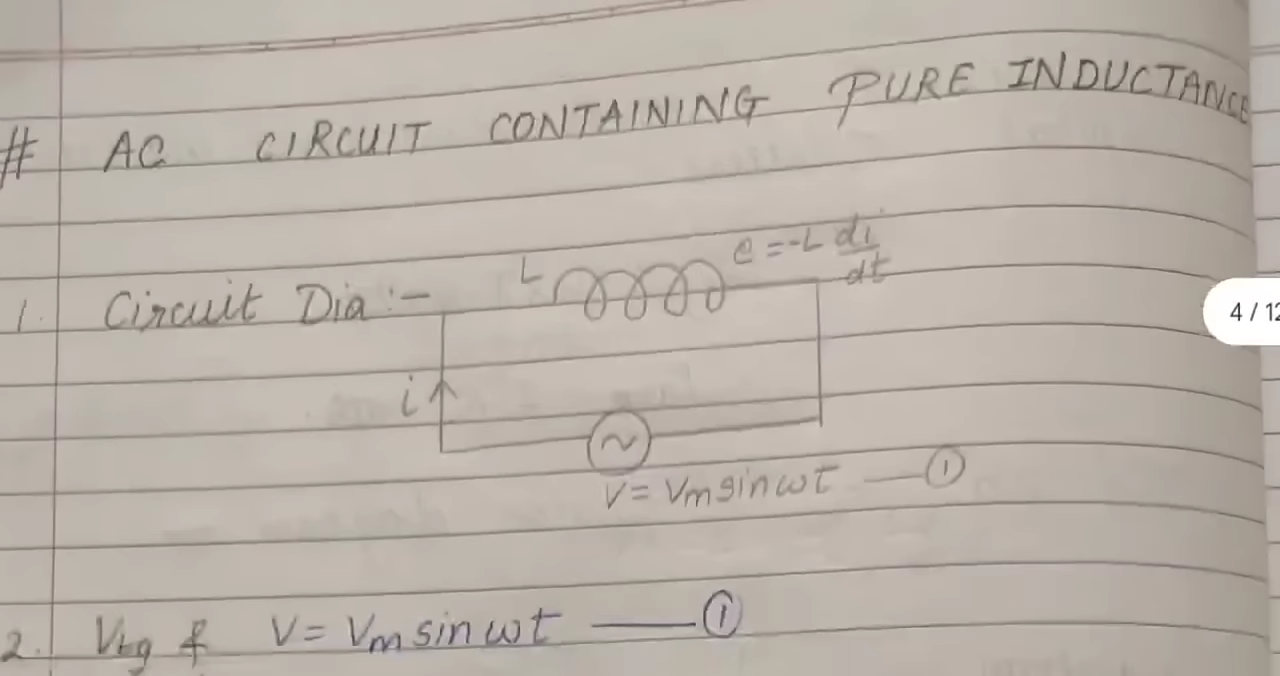 # AC CIRCUIT CONTAINING PURE INDUCTANCE
L e = -L di/dt
1. Circuit Dia :-
4 / 12
i
~
V = Vm sin ωt — ①
2. Vtg & V = Vm sin ωt — ①